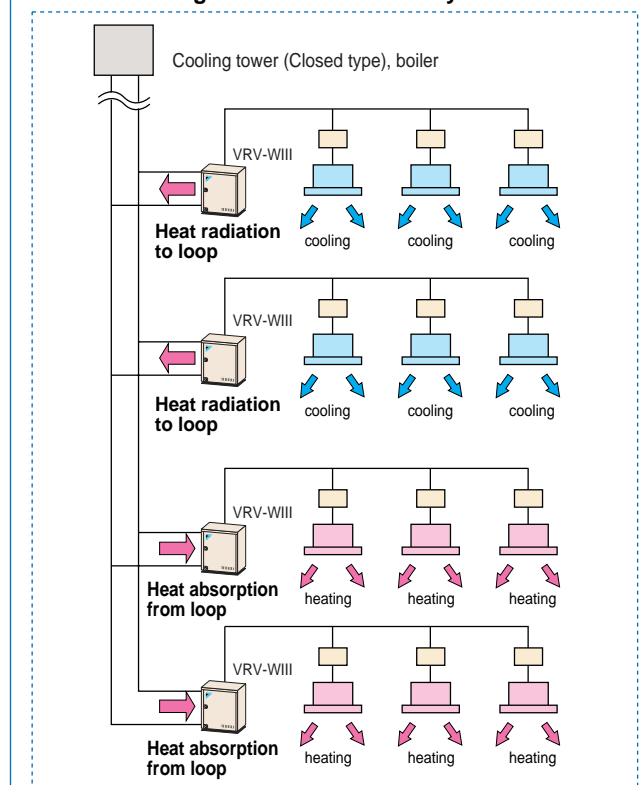 Cooling tower (Closed type), boiler
VRV-WIII
Heat radiation
to loop
cooling cooling cooling
VRV-WIII
Heat radiation
to loop
cooling cooling cooling
VRV-WIII
Heat absorption
from loop
heating heating heating
VRV-WIII
Heat absorption
from loop
heating heating heating